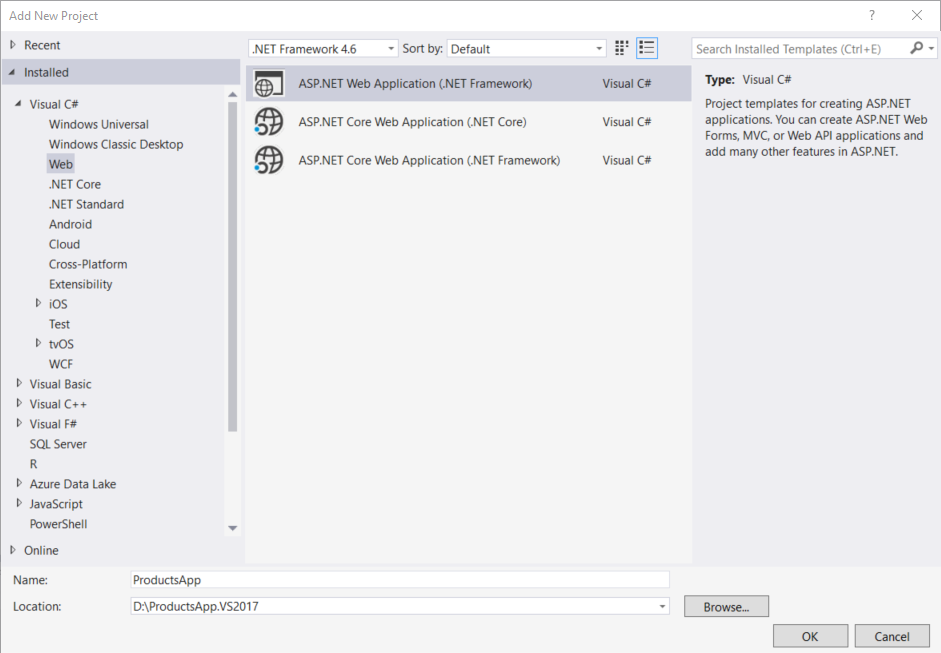 Add New Project
?
Recent
Installed
Visual C#
Windows Universal
Windows Classic Desktop
Web
.NET Core
.NET Standard
Android
Cloud
Cross-Platform
Extensibility
iOS
Test
tvOS
WCF
Visual Basic
Visual C++
Visual F#
SQL Server
R
Azure Data Lake
JavaScript
PowerShell
Online
.NET Framework 4.6 Sort by: Default
ASP.NET Web Application (.NET Framework) Visual C#
ASP.NET Core Web Application (.NET Core) Visual C#
ASP.NET Core Web Application (.NET Framework) Visual C#
Search Installed Templates (Ctrl+E)
Type: Visual C#
Project templates for creating ASP.NET
applications. You can create ASP.NET Web
Forms, MVC, or Web API applications and
add many other features in ASP.NET.
Name: ProductsApp
Location: D:\ProductsApp.VS2017 Browse...
OK Cancel